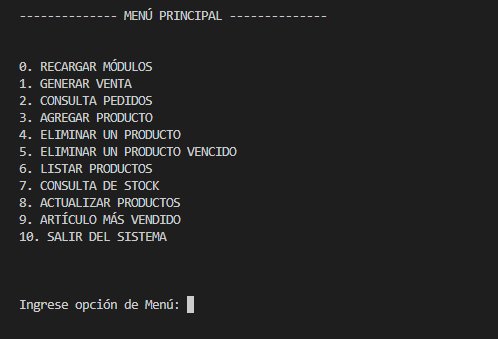 -------------- MENÚ PRINCIPAL --------------
0. RECARGAR MÓDULOS
1. GENERAR VENTA
2. CONSULTA PEDIDOS
3. AGREGAR PRODUCTO
4. ELIMINAR UN PRODUCTO
5. ELIMINAR UN PRODUCTO VENCIDO
6. LISTAR PRODUCTOS
7. CONSULTA DE STOCK
8. ACTUALIZAR PRODUCTOS
9. ARTÍCULO MÁS VENDIDO
10. SALIR DEL SISTEMA
Ingrese opción de Menú: